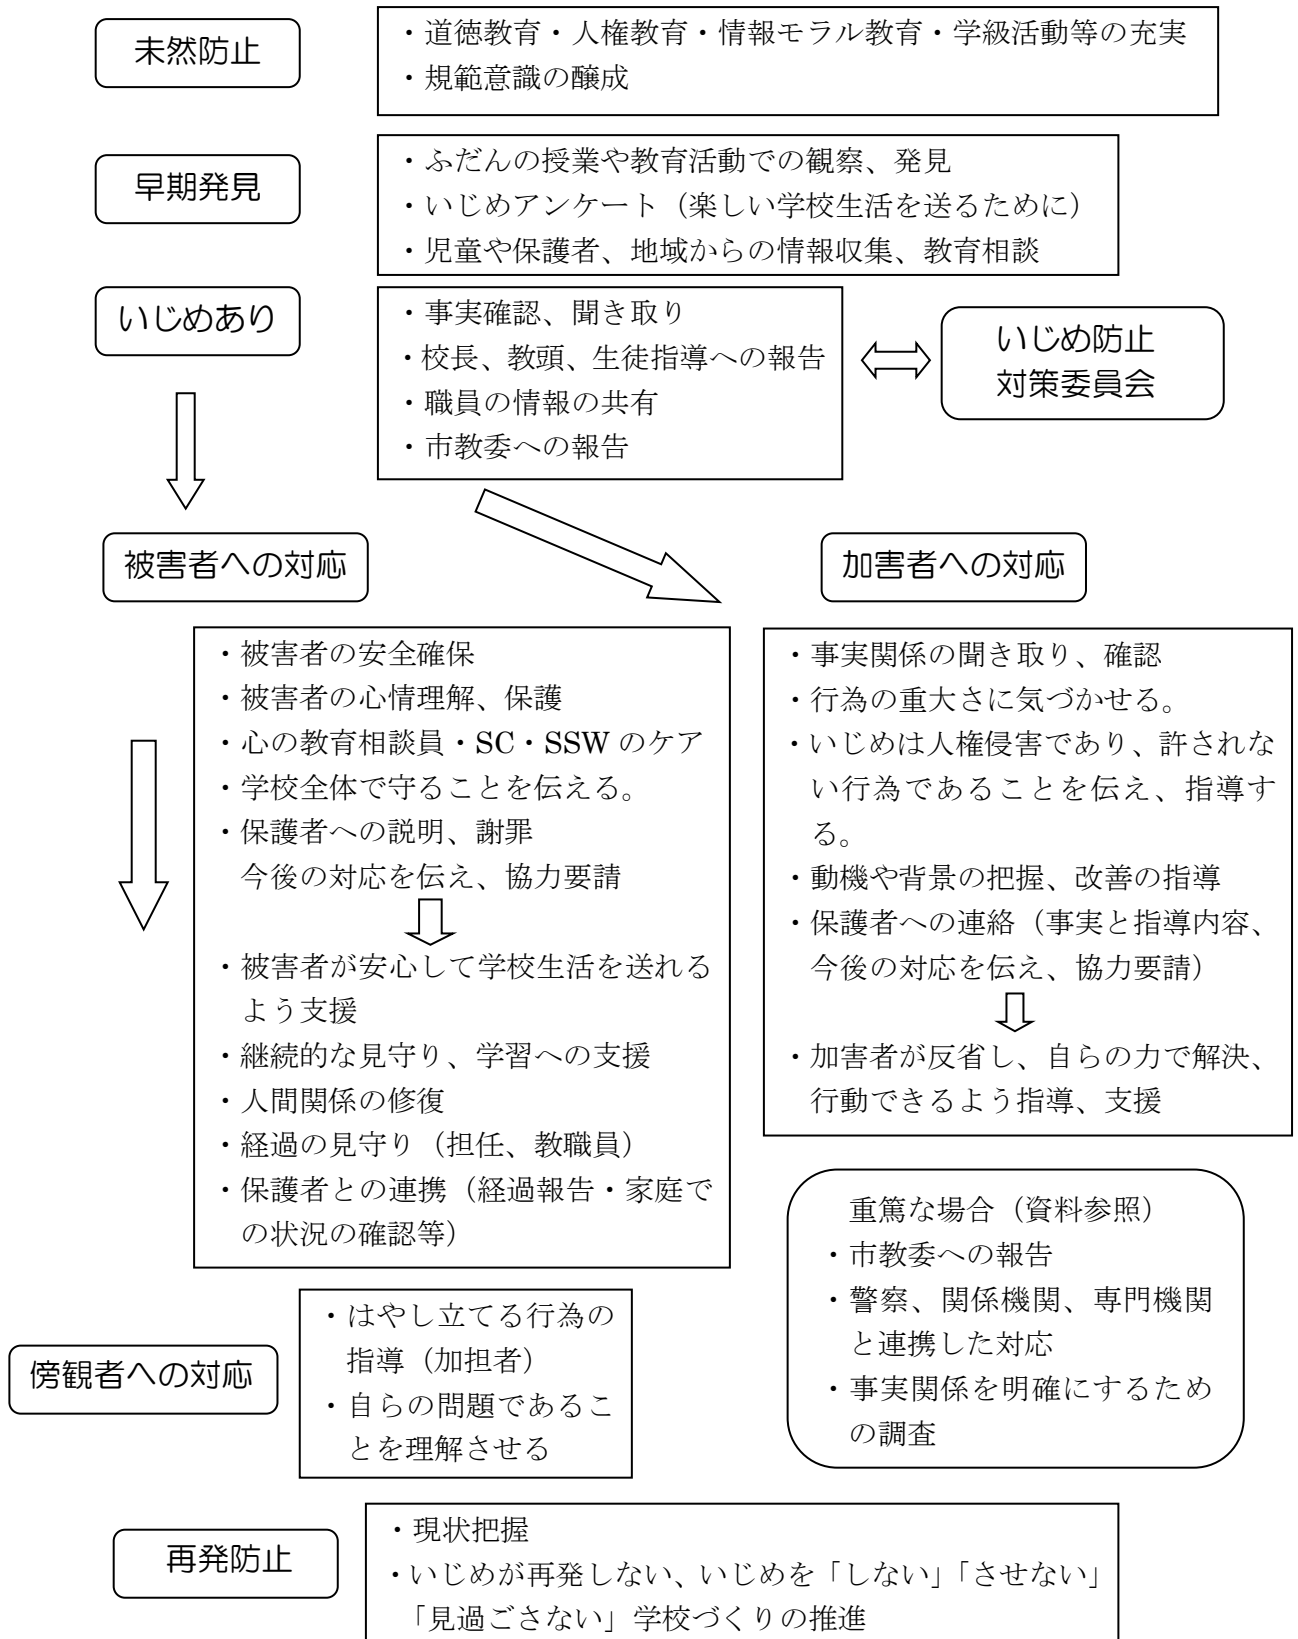 未然防止
・道徳教育・人権教育・情報モラル教育・学級活動等の充実
・規範意識の醸成
早期発見
・ふだんの授業や教育活動での観察、発見
・いじめアンケート（楽しい学校生活を送るために）
・児童や保護者、地域からの情報収集、教育相談
いじめあり
・事実確認、聞き取り
・校長、教頭、生徒指導への報告
・職員の情報の共有
・市教委への報告
いじめ防止
対策委員会
被害者への対応
・被害者の安全確保
・被害者の心情理解、保護
・心の教育相談員・SC・SSW のケア
・学校全体で守ることを伝える。
・保護者への説明、謝罪
今後の対応を伝え、協力要請
・被害者が安心して学校生活を送れる
よう支援
・継続的な見守り、学習への支援
・人間関係の修復
・経過の見守り（担任、教職員）
・保護者との連携（経過報告・家庭で
の状況の確認等）
加害者への対応
・事実関係の聞き取り、確認
・行為の重大さに気づかせる。
・いじめは人権侵害であり、許されな
い行為であることを伝え、指導す
る。
・動機や背景の把握、改善の指導
・保護者への連絡（事実と指導内容、
今後の対応を伝え、協力要請）
・加害者が反省し、自らの力で解決、
行動できるよう指導、支援
重篤な場合（資料参照）
・市教委への報告
・警察、関係機関、専門機関
と連携した対応
・事実関係を明確にするため
の調査
傍観者への対応
・はやし立てる行為の
指導（加担者）
・自らの問題であるこ
とを理解させる
再発防止
・現状把握
・いじめが再発しない、いじめを「しない」「させない」
「見過ごさない」学校づくりの推進